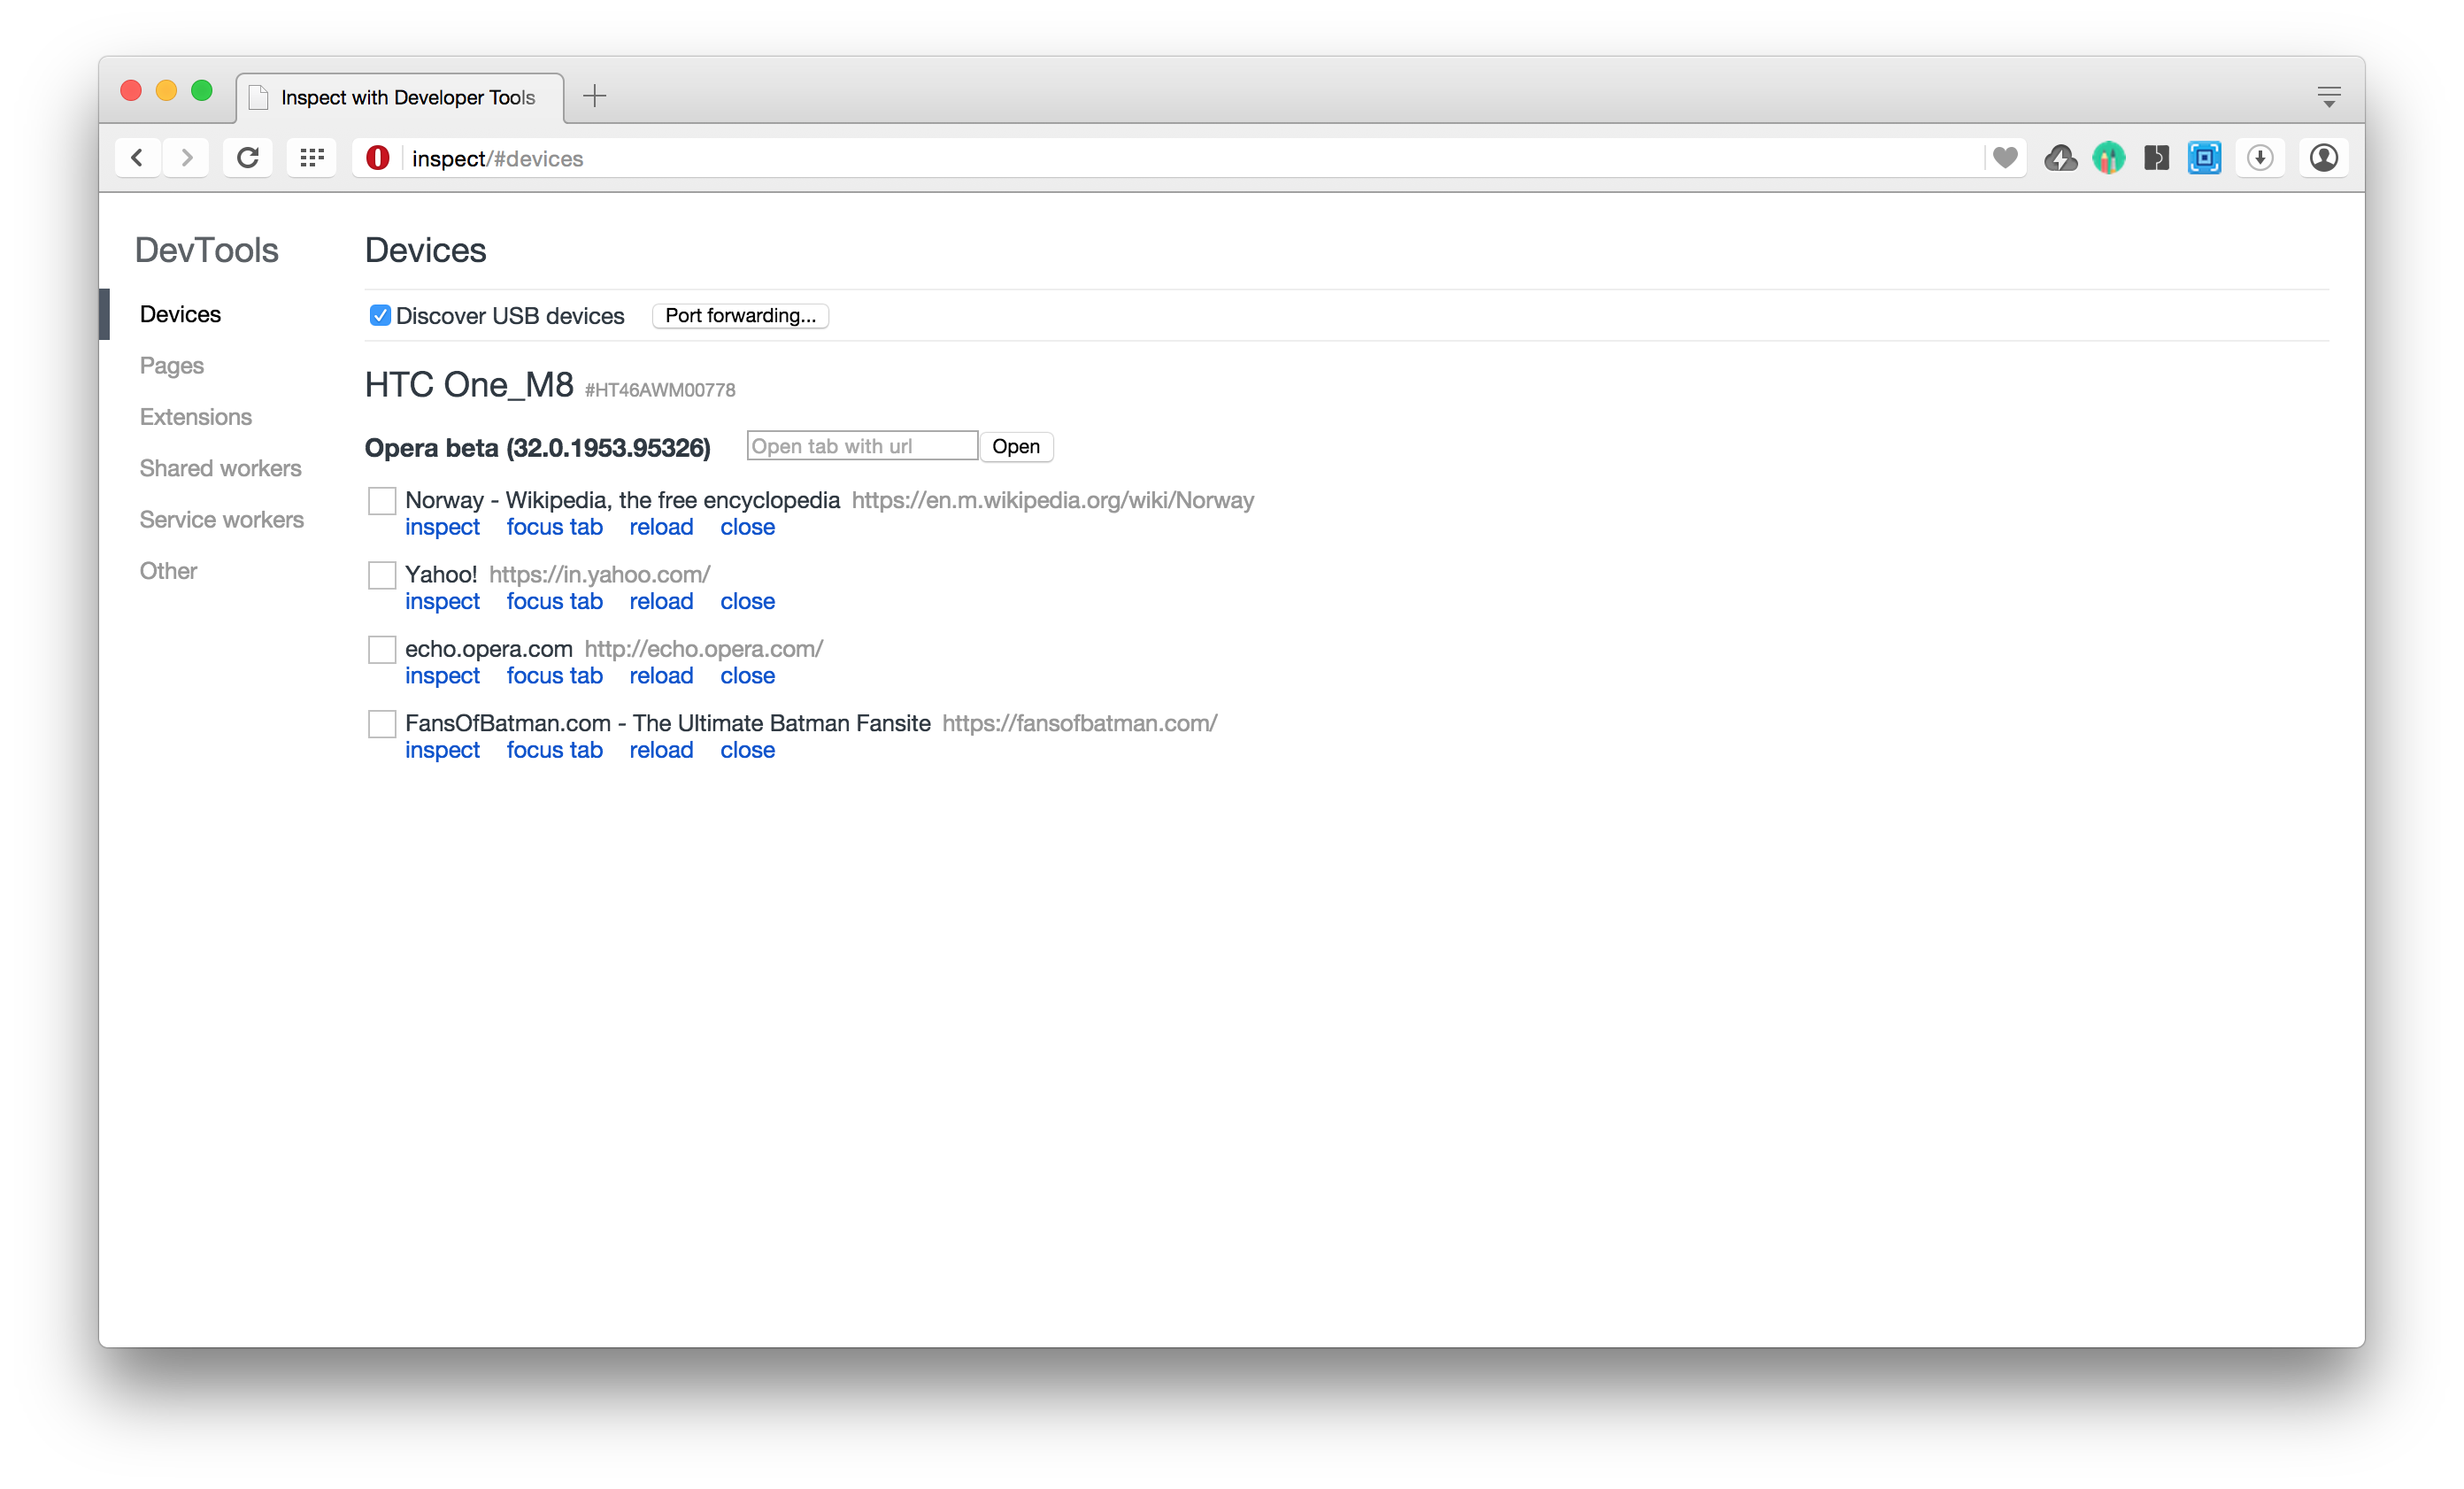 Inspect with Developer Tools
inspect/#devices
DevTools
Devices
Pages
Extensions
Shared workers
Service workers
Other
Devices
Discover USB devices Port forwarding...
HTC One_M8 #HT46AWM00778
Opera beta (32.0.1953.95326) Open tab with url Open
Norway - Wikipedia, the free encyclopedia https://en.m.wikipedia.org/wiki/Norway
inspect focus tab reload close
Yahoo! https://in.yahoo.com/
inspect focus tab reload close
echo.opera.com http://echo.opera.com/
inspect focus tab reload close
FansOfBatman.com - The Ultimate Batman Fansite https://fansofbatman.com/
inspect focus tab reload close